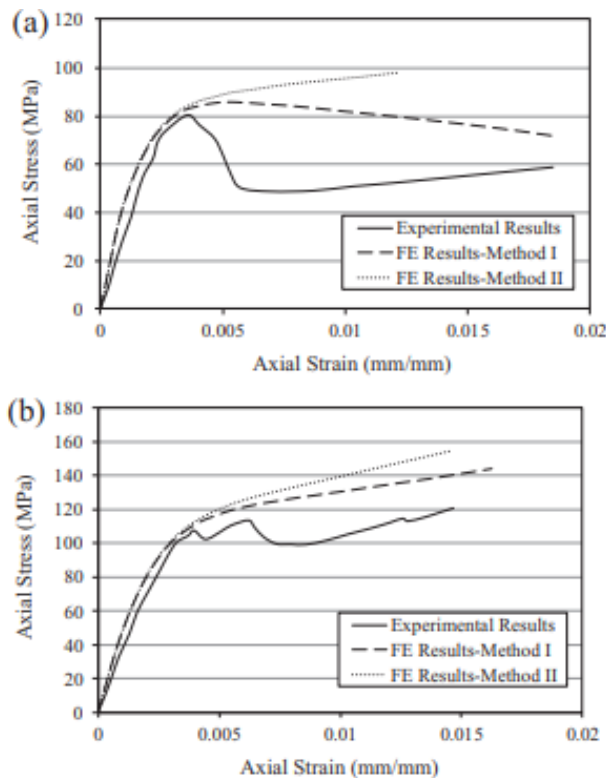 (a)
120
100
80
60
40
20
0
Axial Stress (MPa)
Experimental Results
FE Results-Method I
FE Results-Method II
0 0.005 0.01 0.015 0.02
Axial Strain (mm/mm)
(b)
180
160
140
120
100
80
60
40
20
0
Axial Stress (MPa)
Experimental Results
FE Results-Method I
FE Results-Method II
0 0.005 0.01 0.015 0.02
Axial Strain (mm/mm)